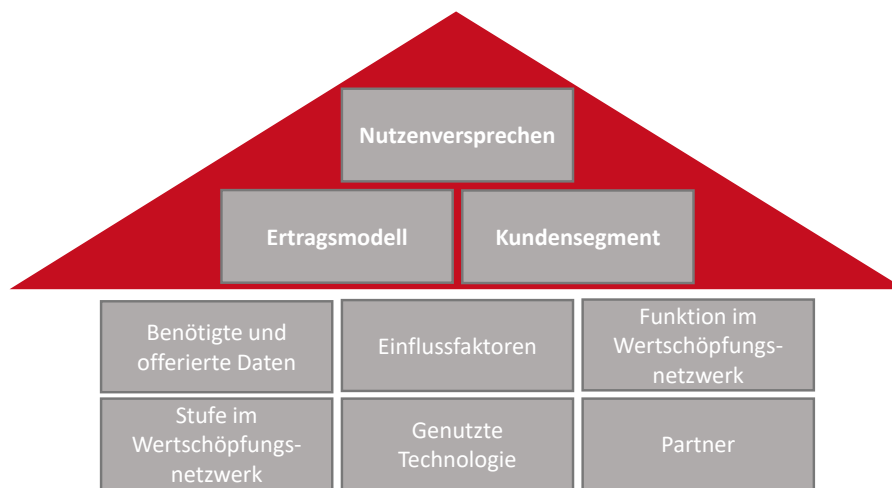 Nutzenversprechen
Ertragsmodell
Kundensegment
Benötigte und
offerierte Daten
Einflussfaktoren
Funktion im
Wertschöpfungs-
netzwerk
Stufe im
Wertschöpfungs-
netzwerk
Genutzte
Technologie
Partner